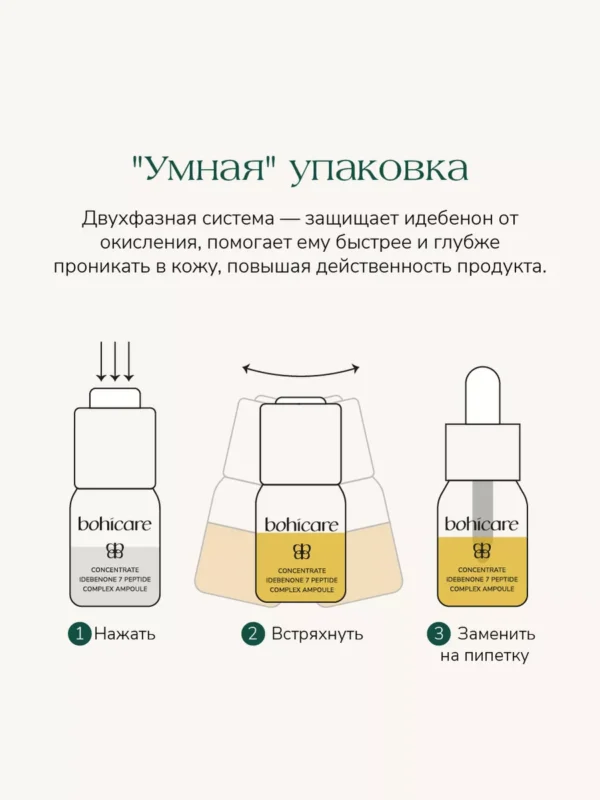 "Умная" упаковка
Двухфазная система — защищает идебенон от
окисления, помогает ему быстрее и глубже
проникать в кожу, повышая действенность продукта.
bohicare
CONCENTRATE
IDEBENONE 7 PEPTIDE
COMPLEX AMPOULE
bohicare
CONCENTRATE
IDEBENONE 7 PEPTIDE
COMPLEX AMPOULE
bohicare
CONCENTRATE
IDEBENONE 7 PEPTIDE
COMPLEX AMPOULE
1 Нажать
2 Встряхнуть
3 Заменить
на пипетку